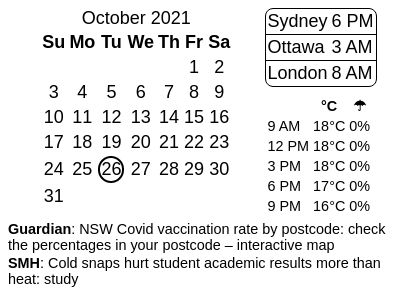 October 2021
Su Mo Tu We Th Fr Sa
1 2
3 4 5 6 7 8 9
10 11 12 13 14 15 16
17 18 19 20 21 22 23
24 25 26 27 28 29 30
31
Sydney 6 PM
Ottawa 3 AM
London 8 AM
°C ☂
9 AM 18°C 0%
12 PM 18°C 0%
3 PM 18°C 0%
6 PM 17°C 0%
9 PM 16°C 0%
Guardian: NSW Covid vaccination rate by postcode: check
the percentages in your postcode – interactive map
SMH: Cold snaps hurt student academic results more than
heat: study